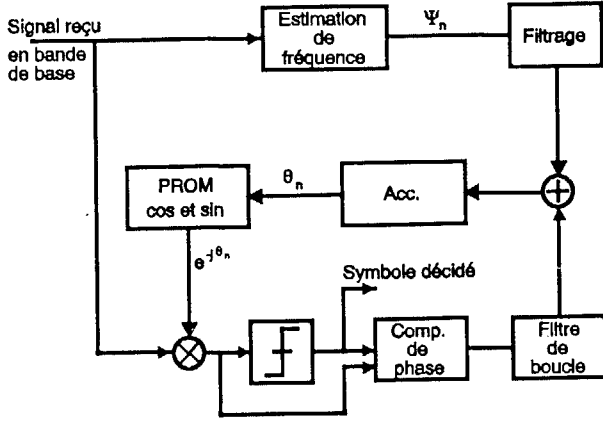 Signal reçu
en bande
de base
Estimation
de
fréquence
Ψn
Filtrage
PROM
cos et sin
θn
Acc.
e-jθn
Symbole décidé
Comp.
de
phase
Filtre
de
boucle